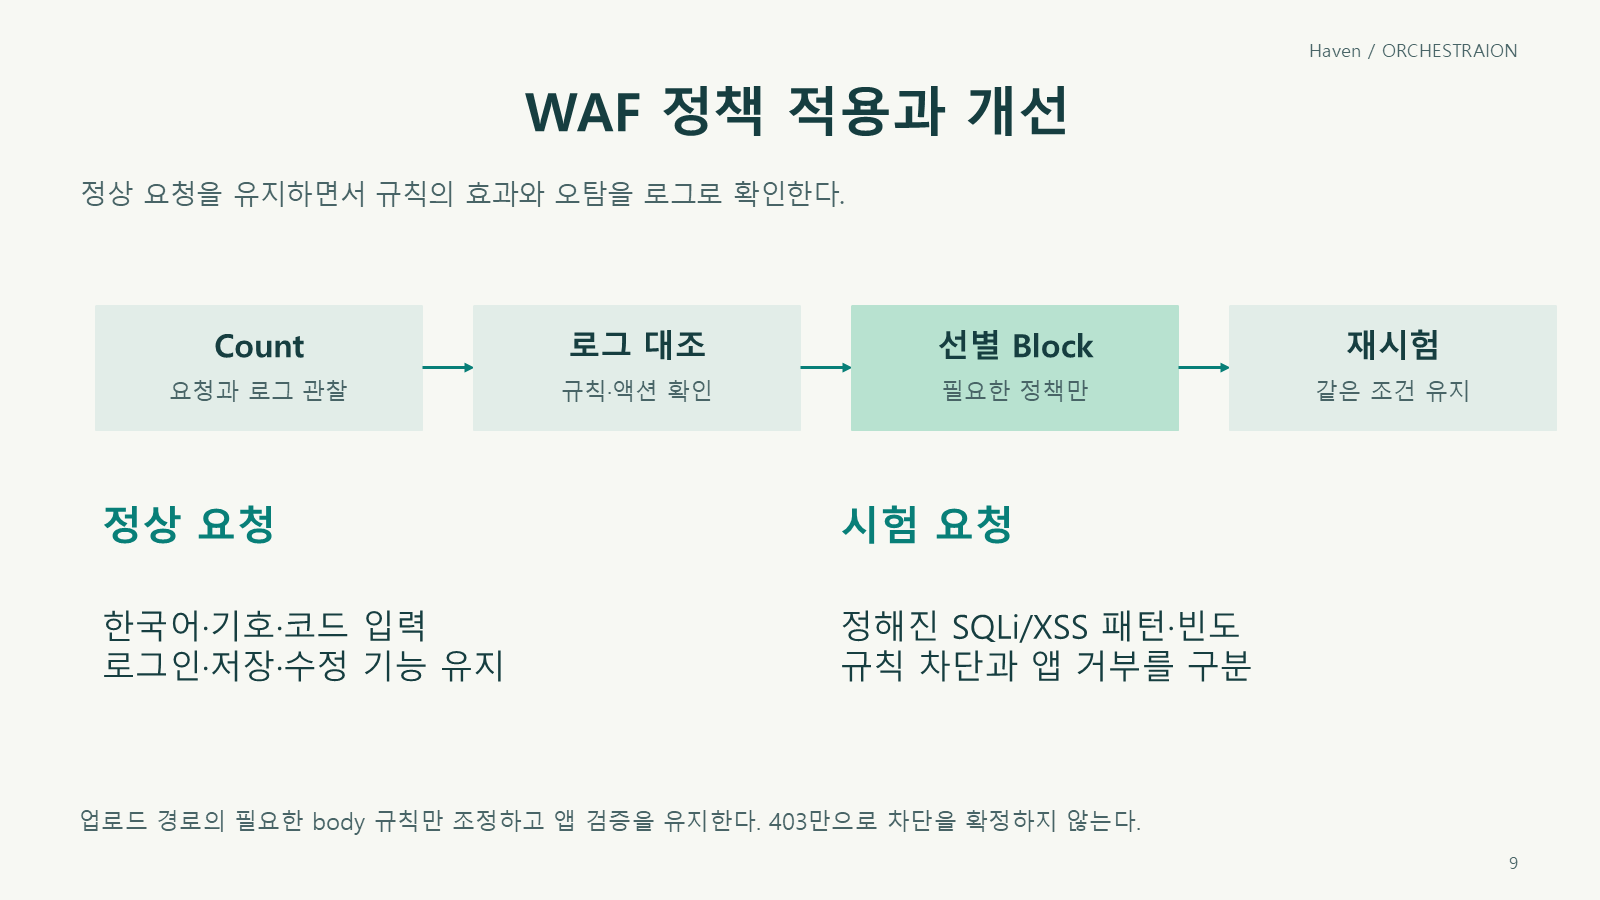 Haven / ORCHESTRAION
WAF 정책 적용과 개선
정상 요청을 유지하면서 규칙의 효과와 오탐을 로그로 확인한다.
Count
요청과 로그 관찰
로그 대조
규칙·액션 확인
선별 Block
필요한 정책만
재시험
같은 조건 유지
정상 요청
한국어·기호·코드 입력
로그인·저장·수정 기능 유지
시험 요청
정해진 SQLi/XSS 패턴·빈도
규칙 차단과 앱 거부를 구분
업로드 경로의 필요한 body 규칙만 조정하고 앱 검증을 유지한다. 403만으로 차단을 확정하지 않는다.
9